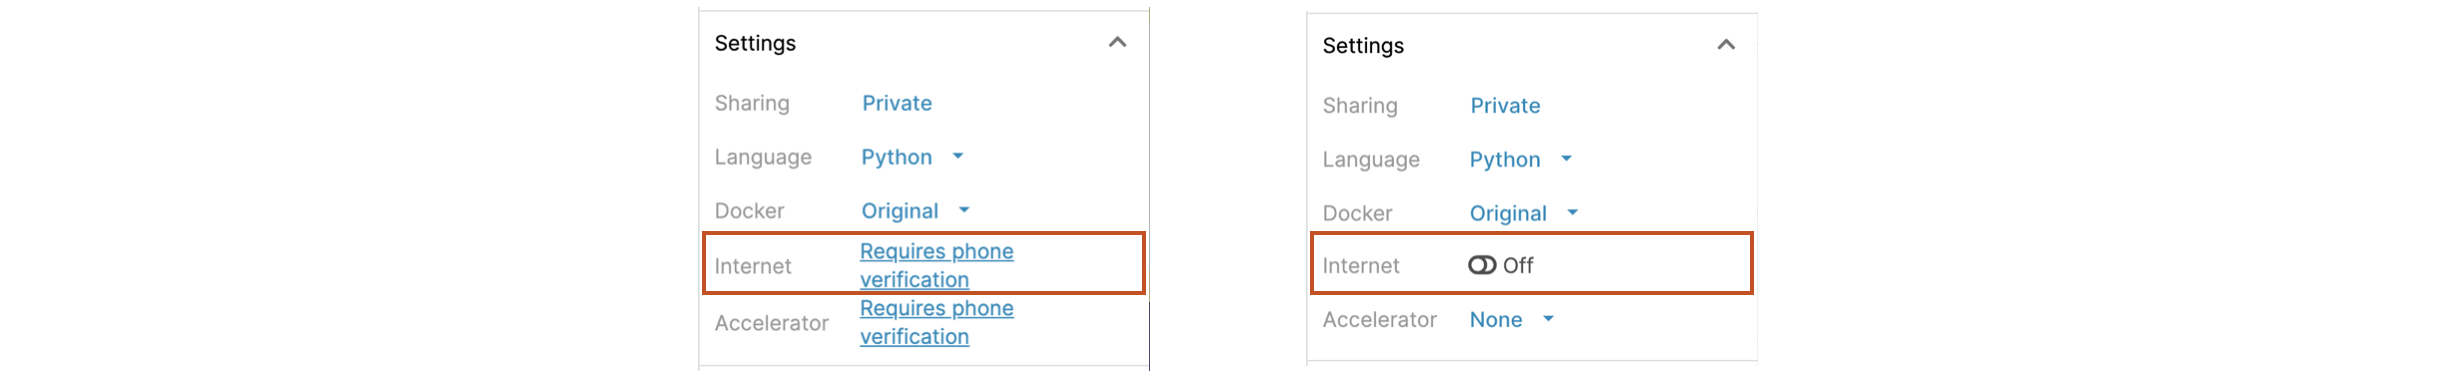 Settings
Sharing Private
Language Python
Docker Original
Internet Requires phone
verification
Accelerator Requires phone
verification
Settings
Sharing Private
Language Python
Docker Original
Internet Off
Accelerator None